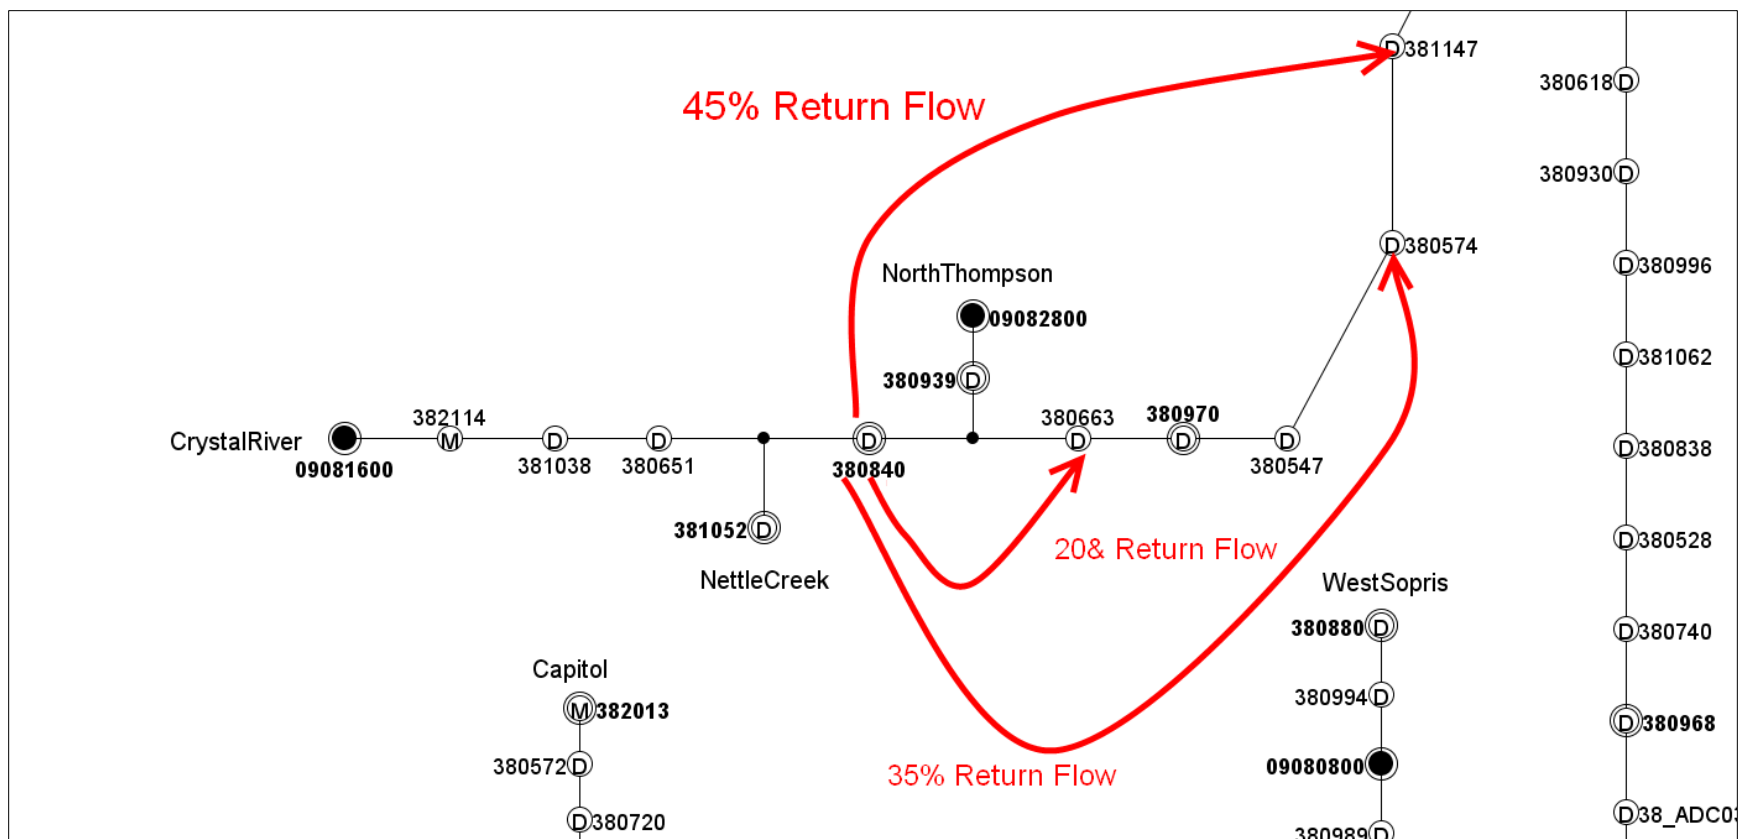 D 381147
380618 D
45% Return Flow
380930 D
D 380574
D 380996
NorthThompson
09082800
D 381062
380939 D
382114
380663
380970
CrystalRiver
M
D
D
D
D
D
D
D 380838
09081600
381038
380651
380840
380547
381052 D
D 380528
20& Return Flow
NettleCreek
WestSopris
380880 D
D 380740
Capitol
380994 D
M 382013
D 380968
380572 D
35% Return Flow
09080800
D 380720
D 38_ADC03
380989 D